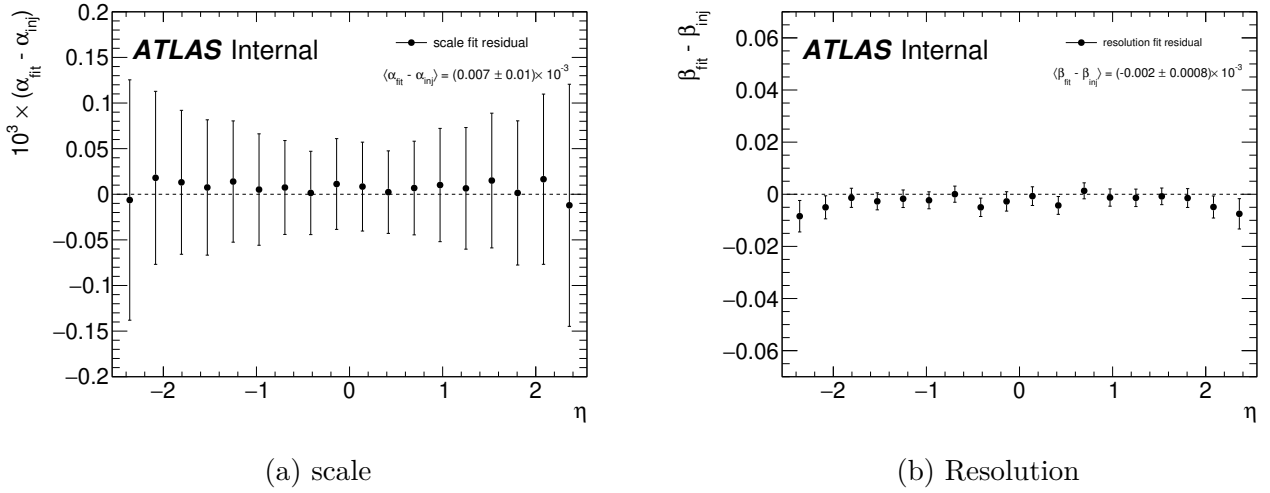 0.2
0.15
0.1
0.05
0
−0.05
−0.1
−0.15
−0.2
10³ × (α_fit - α_inj)
ATLAS Internal
scale fit residual
⟨α_fit - α_inj⟩ = (0.007 ± 0.01)× 10⁻³
−2 −1 0 1 2
η
(a) scale
0.06
0.04
0.02
0
−0.02
−0.04
−0.06
β_fit - β_inj
ATLAS Internal
resolution fit residual
⟨β_fit - β_inj⟩ = (-0.002 ± 0.0008)× 10⁻³
−2 −1 0 1 2
η
(b) Resolution